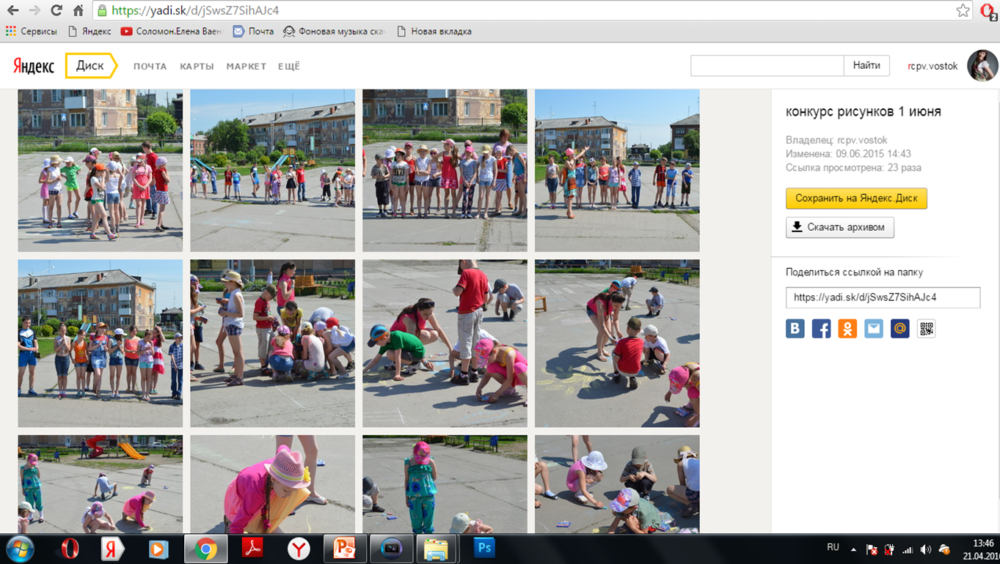 https://yadi.sk/d/jSwsZ7SihAJc4
2
Сервисы Яндекс Соломон.Елена Ваен Почта Фоновая музыка ска Новая вкладка
Яндекс Диск ПОЧТА КАРТЫ МАРКЕТ ЕЩЁ Найти rcpv.vostok
конкурс рисунков 1 июня
Владелец: rcpv.vostok
Изменена: 09.06.2015 14:43
Ссылка просмотрена: 23 раза
Сохранить на Яндекс.Диск
Скачать архивом
Поделиться ссылкой на папку
https://yadi.sk/d/jSwsZ7SihAJc4
RU 13:46
21.04.201